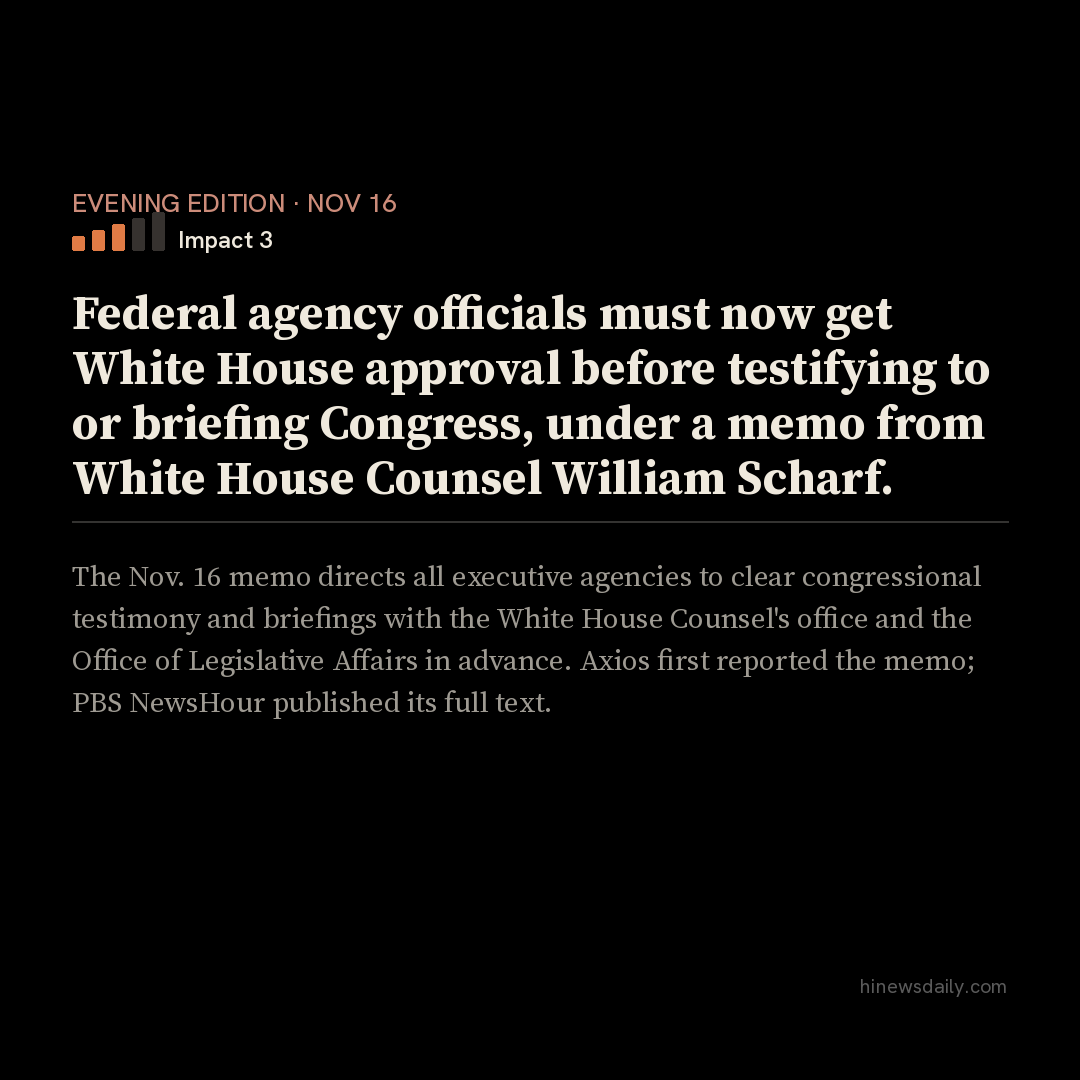 EVENING EDITION · NOV 16
Impact 3
Federal agency officials must now get
White House approval before testifying to
or briefing Congress, under a memo from
White House Counsel William Scharf.
The Nov. 16 memo directs all executive agencies to clear congressional
testimony and briefings with the White House Counsel's office and the
Office of Legislative Affairs in advance. Axios first reported the memo;
PBS NewsHour published its full text.
hinewsdaily.com